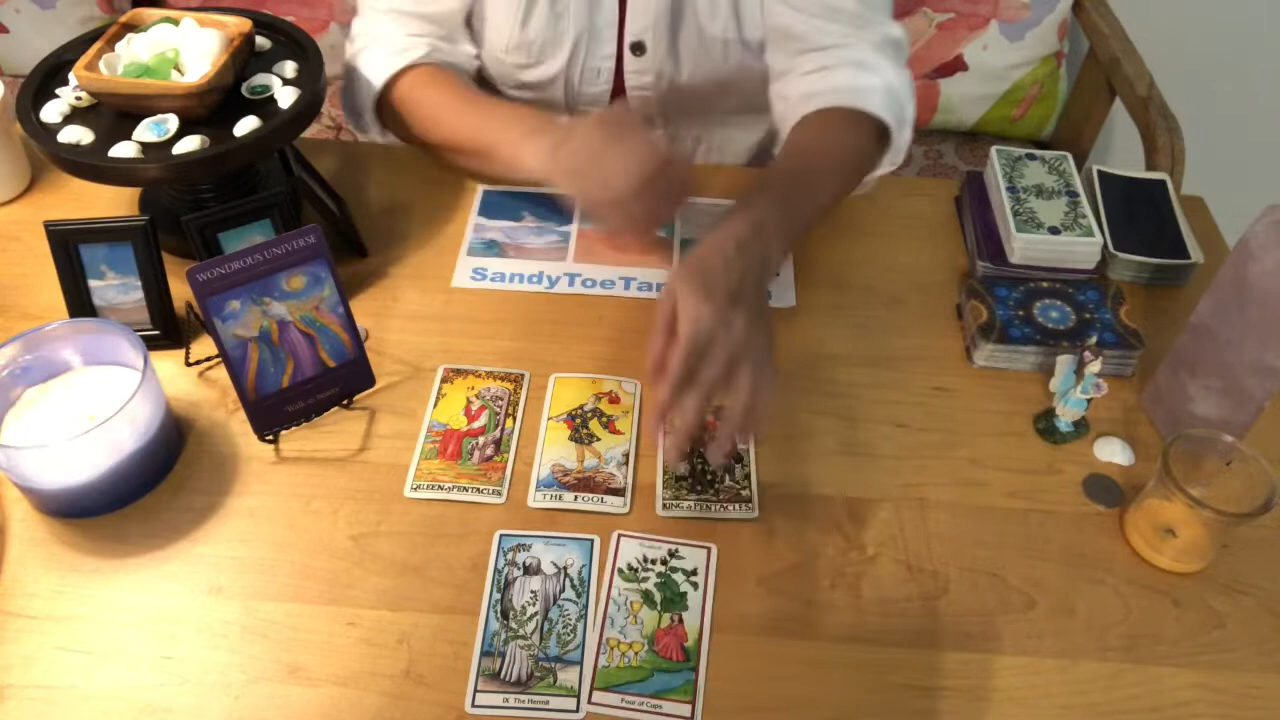 WONDROUS UNIVERSE
SandyToeTar
QUEEN of PENTACLES
THE FOOL.
KING of PENTACLES
IX The Hermit
Four of Cups